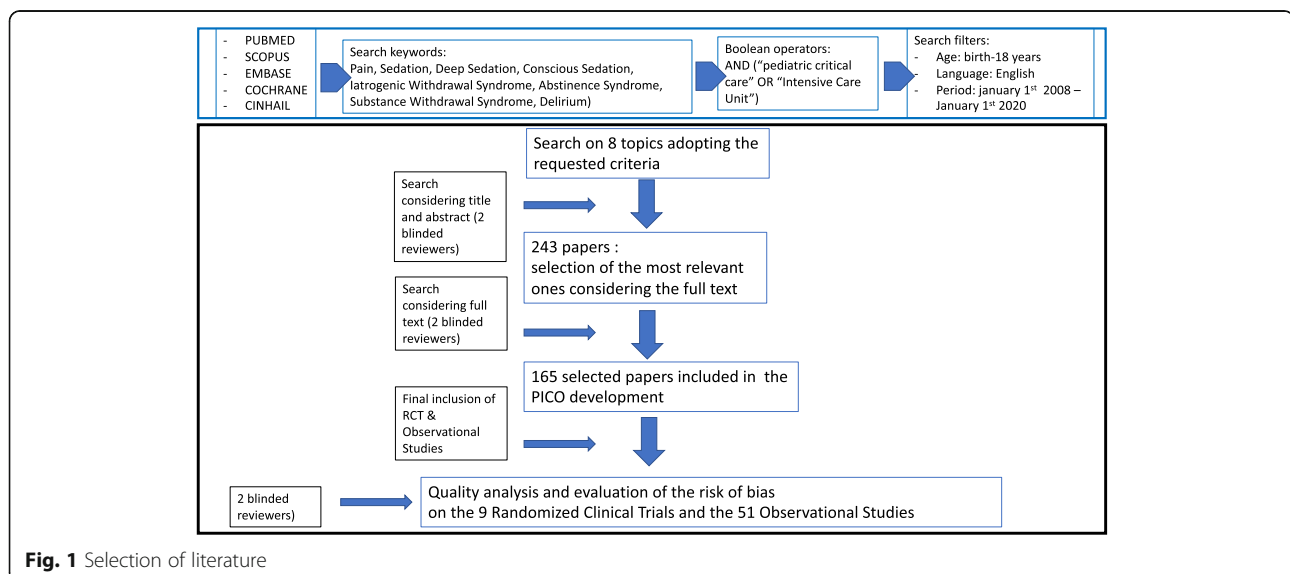 - PUBMED
- SCOPUS
- EMBASE
- COCHRANE
- CINHAIL
Search keywords:
Pain, Sedation, Deep Sedation, Conscious Sedation,
Iatrogenic Withdrawal Syndrome, Abstinence Syndrome,
Substance Withdrawal Syndrome, Delirium)
Boolean operators:
AND (“pediatric critical
care” OR “Intensive Care
Unit”)
Search filters:
- Age: birth-18 years
- Language: English
- Period: january 1st 2008 –
January 1st 2020
Search on 8 topics adopting the
requested criteria
Search
considering title
and abstract (2
blinded
reviewers)
243 papers :
selection of the most relevant
ones considering the full text
Search
considering full
text (2 blinded
reviewers)
165 selected papers included in the
PICO development
Final inclusion of
RCT &
Observational
Studies
2 blinded
reviewers)
Quality analysis and evaluation of the risk of bias
on the 9 Randomized Clinical Trials and the 51 Observational Studies
Fig. 1 Selection of literature